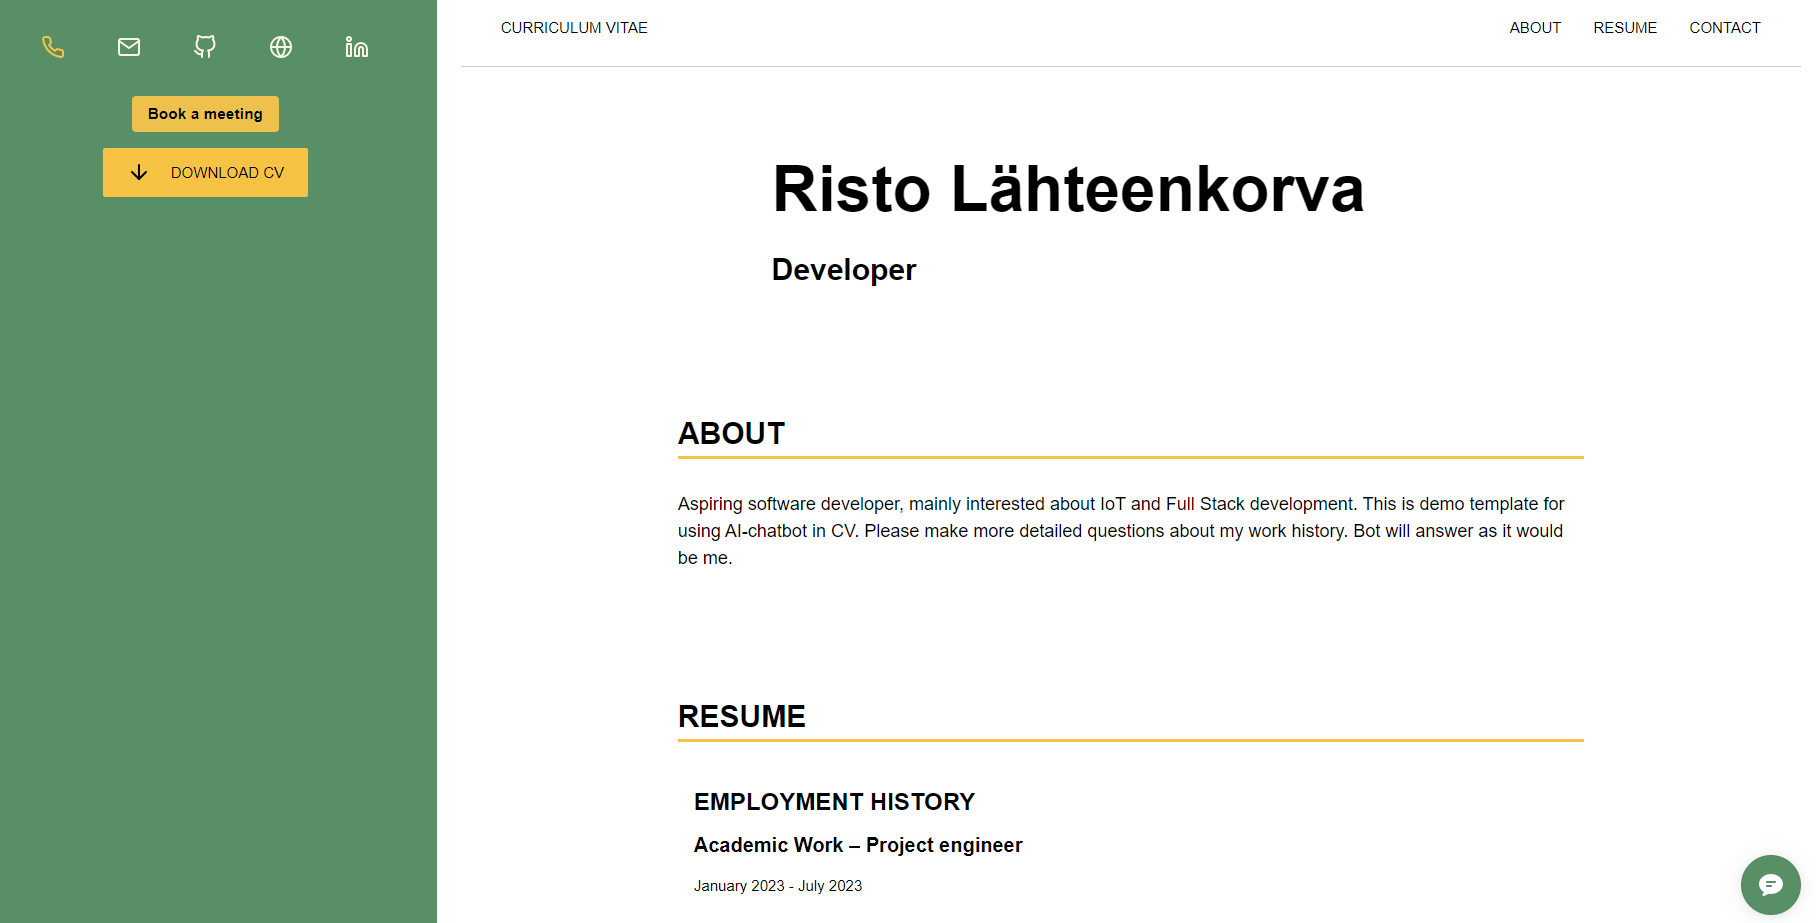 Book a meeting
DOWNLOAD CV
CURRICULUM VITAE
ABOUT
RESUME
CONTACT
Risto Lähteenkorva
Developer
ABOUT
Aspiring software developer, mainly interested about IoT and Full Stack development. This is demo template for
using AI-chatbot in CV. Please make more detailed questions about my work history. Bot will answer as it would
be me.
RESUME
EMPLOYMENT HISTORY
Academic Work – Project engineer
January 2023 - July 2023